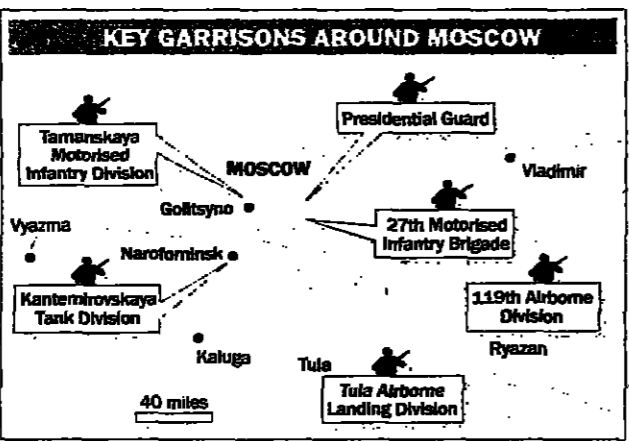 KEY GARRISONS AROUND MOSCOW
Tamanskaya
Motorised
Infantry Division
Presidential Guard
MOSCOW
Vladimir
Golitsyno
Vyazma
27th Motorised
Infantry Brigade
Narofominsk
Kantemirovskaya
Tank Division
119th Airborne
Division
Ryazan
Kaluga
Tula
Tula Airborne
Landing Division
40 miles